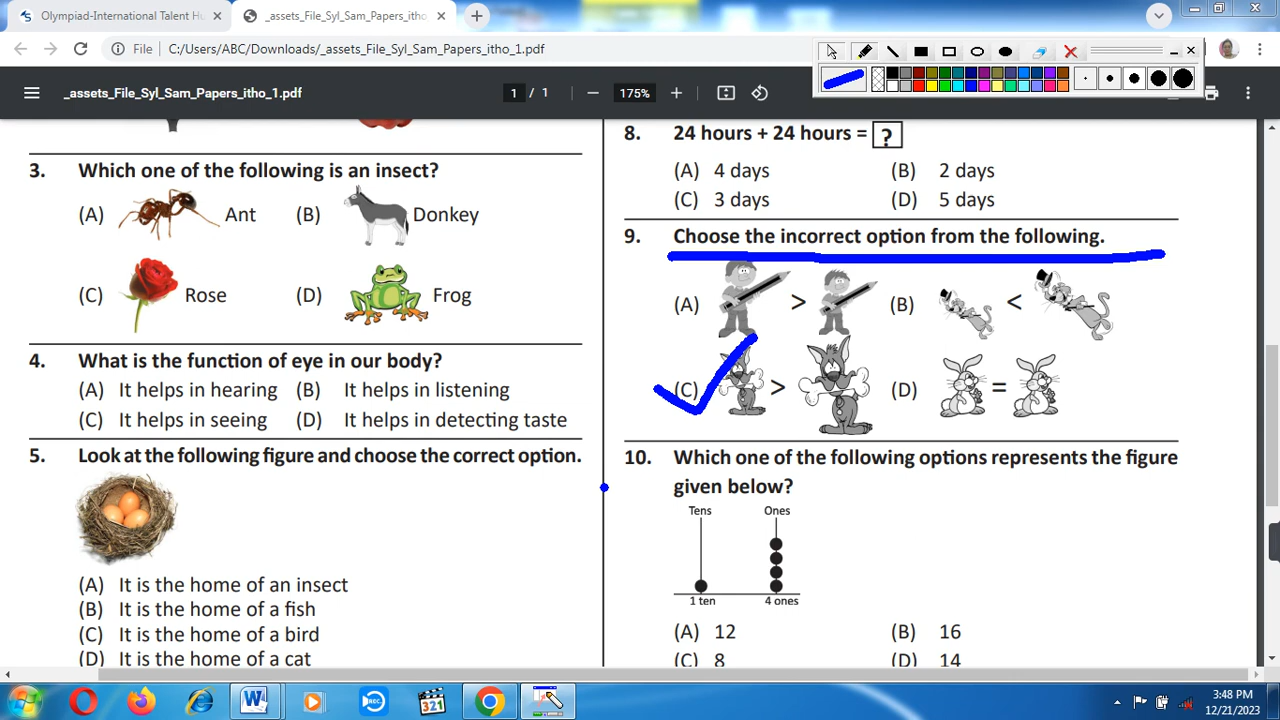 Olympiad-International Talent Hu
_assets_File_Syl_Sam_Papers_itho_
File
C:/Users/ABC/Downloads/_assets_File_Syl_Sam_Papers_itho_1.pdf
_assets_File_Syl_Sam_Papers_itho_1.pdf
1 / 1
175%
3. Which one of the following is an insect?
(A) Ant (B) Donkey
(C) Rose (D) Frog
4. What is the function of eye in our body?
(A) It helps in hearing (B) It helps in listening
(C) It helps in seeing (D) It helps in detecting taste
5. Look at the following figure and choose the correct option.
(A) It is the home of an insect
(B) It is the home of a fish
(C) It is the home of a bird
(D) It is the home of a cat
8. 24 hours + 24 hours = ?
(A) 4 days (B) 2 days
(C) 3 days (D) 5 days
9. Choose the incorrect option from the following.
(A) > (B) <
(C) > (D) =
10. Which one of the following options represents the figure
given below?
Tens Ones
1 ten 4 ones
(A) 12 (B) 16
(C) 8 (D) 14
W
REC
321
3:48 PM
12/21/2023